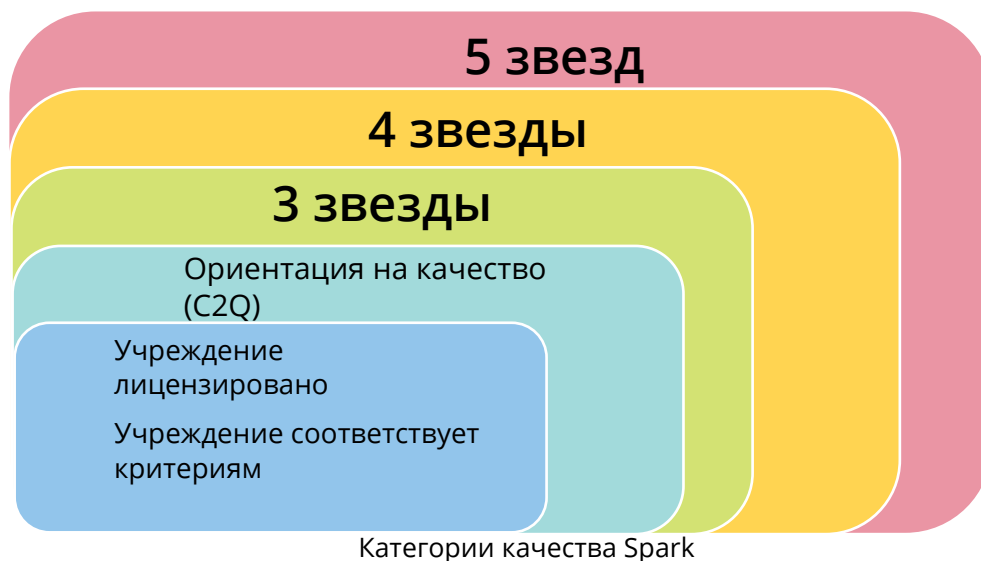 5 звезд
4 звезды
3 звезды
Ориентация на качество
(C2Q)
Учреждение
лицензировано
Учреждение соответствует
критериям
Категории качества Spark